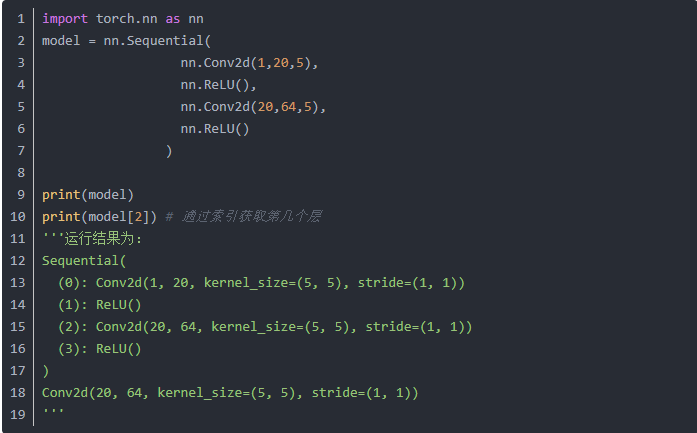 1 import torch.nn as nn
2 model = nn.Sequential(
3                   nn.Conv2d(1,20,5),
4                   nn.ReLU(),
5                   nn.Conv2d(20,64,5),
6                   nn.ReLU()
7                 )
8
9 print(model)
10 print(model[2]) # 通过索引获取第几个层
11 '''运行结果为:
12 Sequential(
13   (0): Conv2d(1, 20, kernel_size=(5, 5), stride=(1, 1))
14   (1): ReLU()
15   (2): Conv2d(20, 64, kernel_size=(5, 5), stride=(1, 1))
16   (3): ReLU()
17 )
18 Conv2d(20, 64, kernel_size=(5, 5), stride=(1, 1))
19 '''